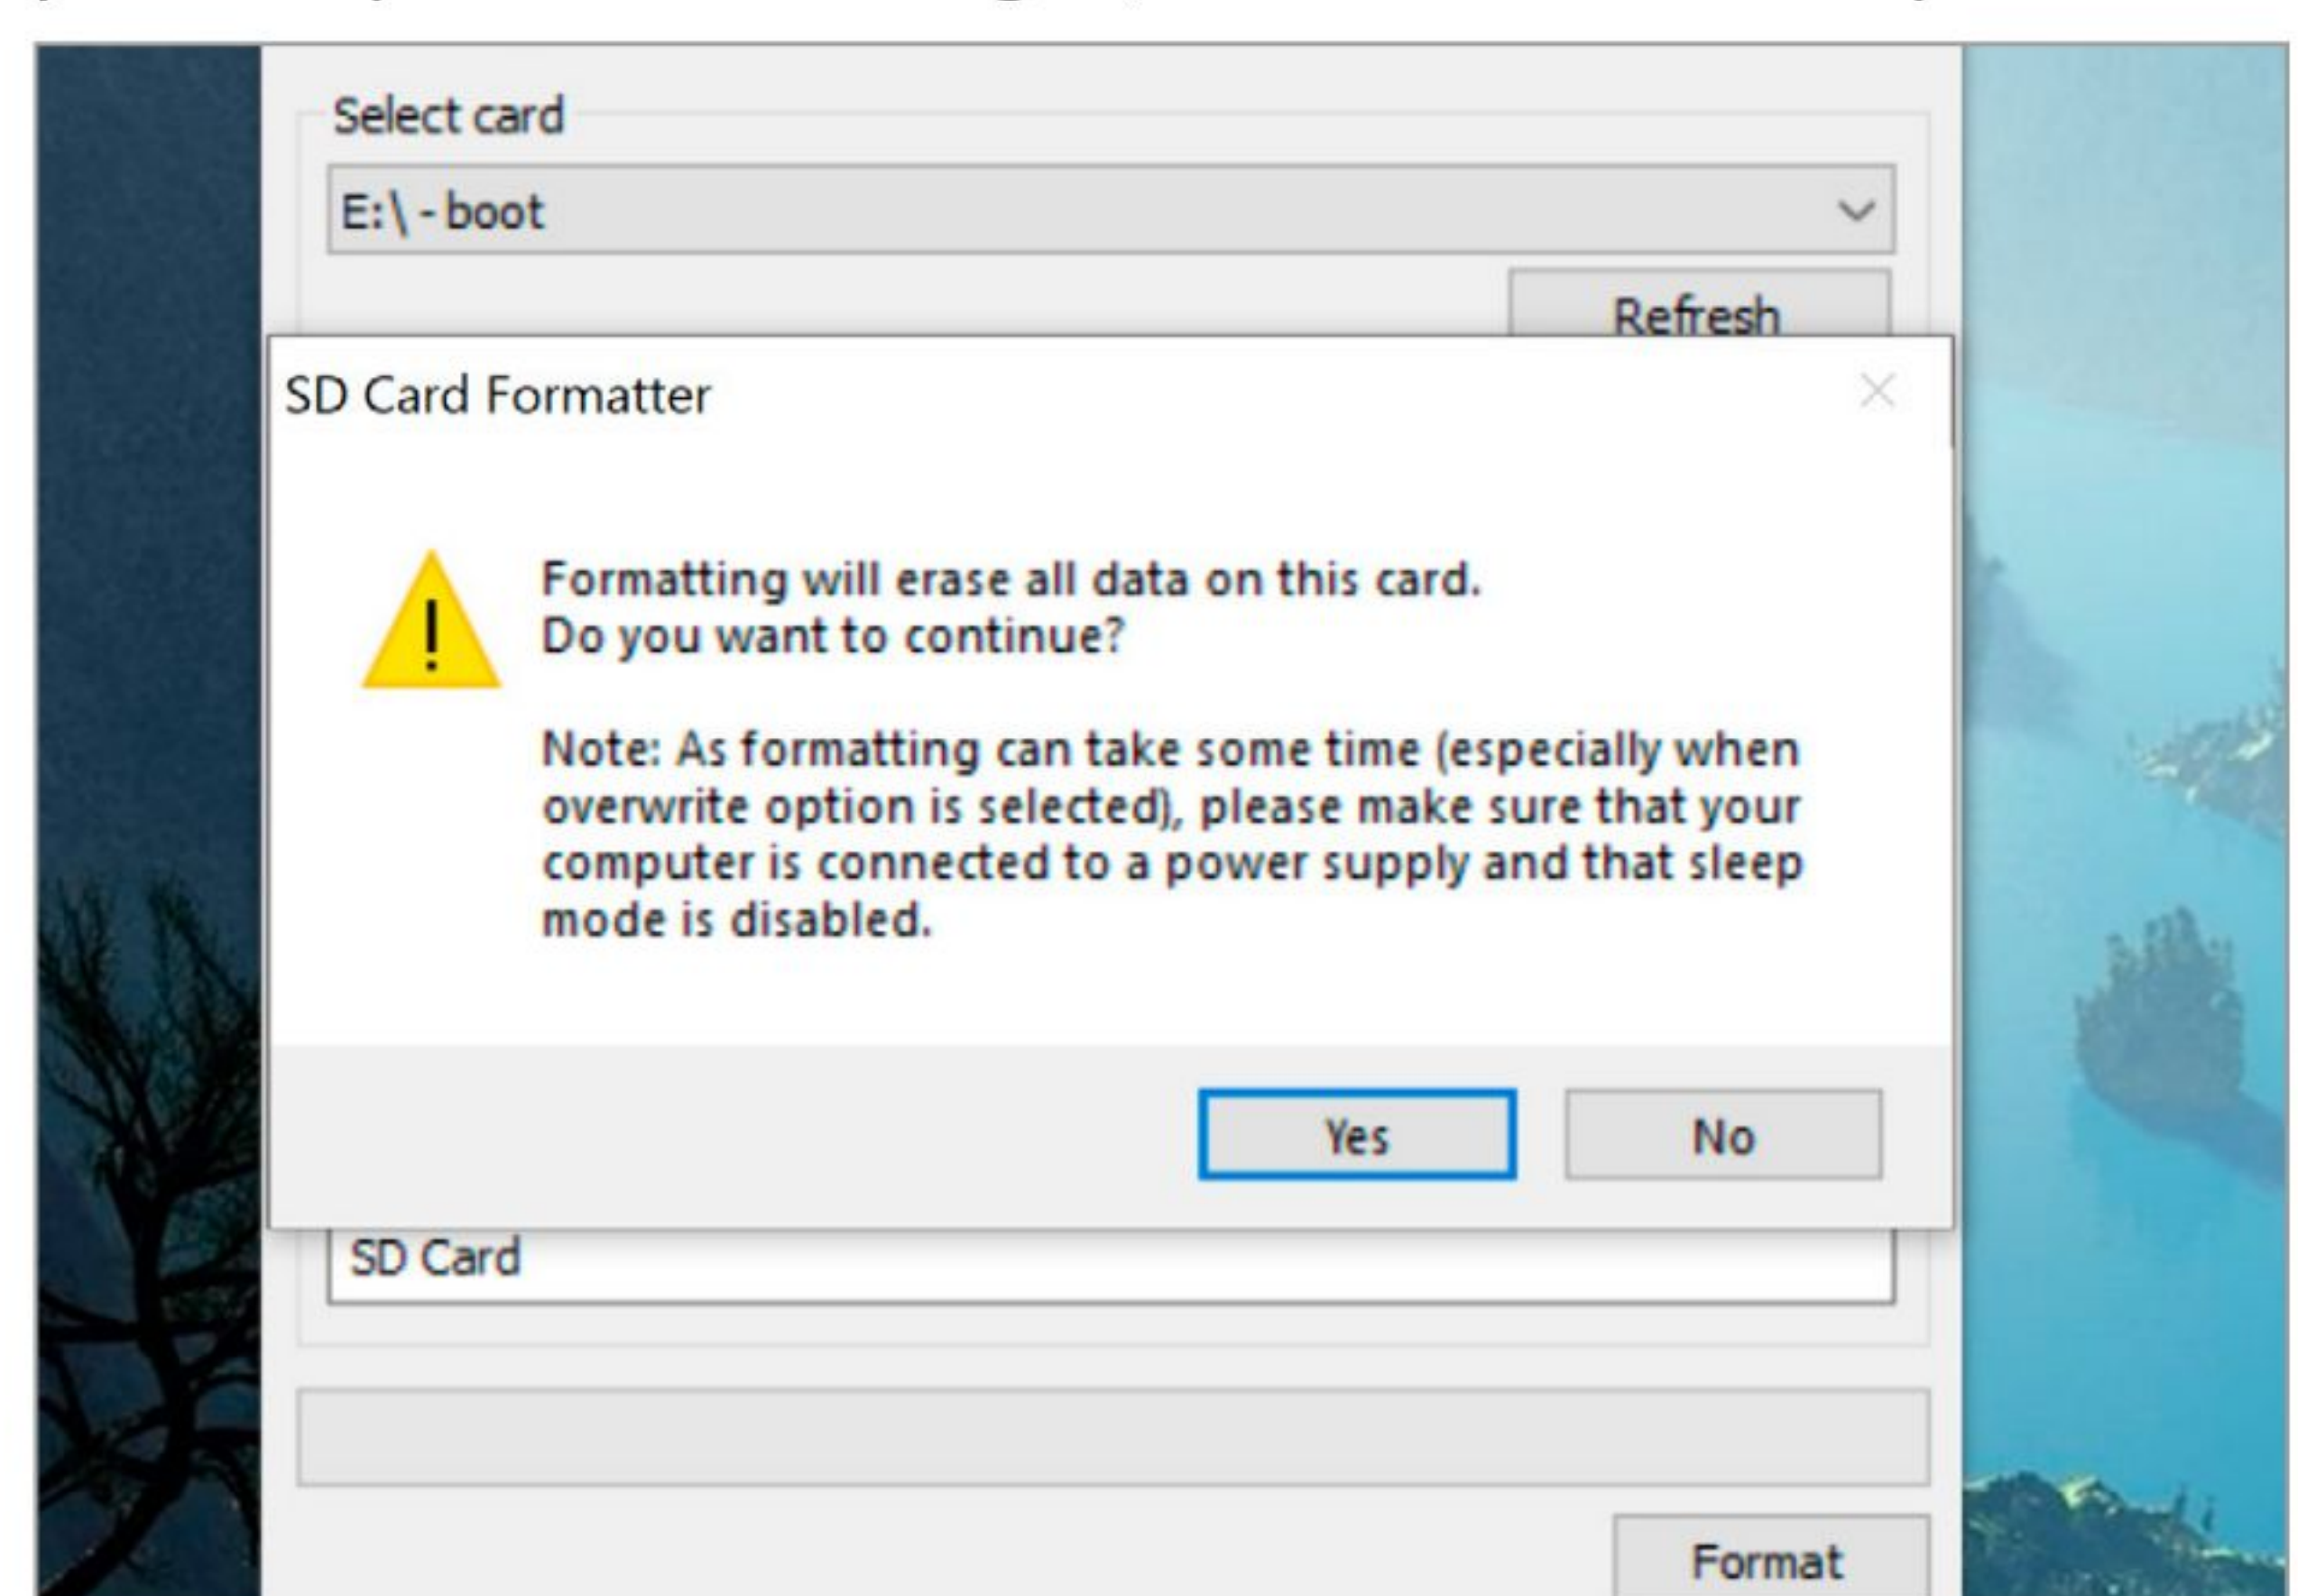 Select card
E:\ - boot
Refresh
SD Card Formatter
Formatting will erase all data on this card.
Do you want to continue?
Note: As formatting can take some time (especially when
overwrite option is selected), please make sure that your
computer is connected to a power supply and that sleep
mode is disabled.
Yes
No
SD Card
Format